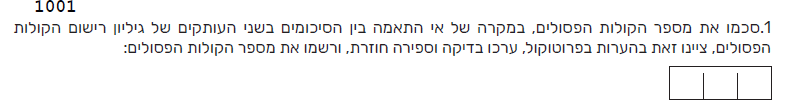 1001
1.סכמו את מספר הקולות הפסולים, במקרה של אי התאמה בין הסיכומים בשני העותקים של גיליון רישום הקולות
הפסולים, ציינו זאת בהערות בפרוטוקול, ערכו בדיקה וספירה חוזרת, ורשמו את מספר הקולות הפסולים: